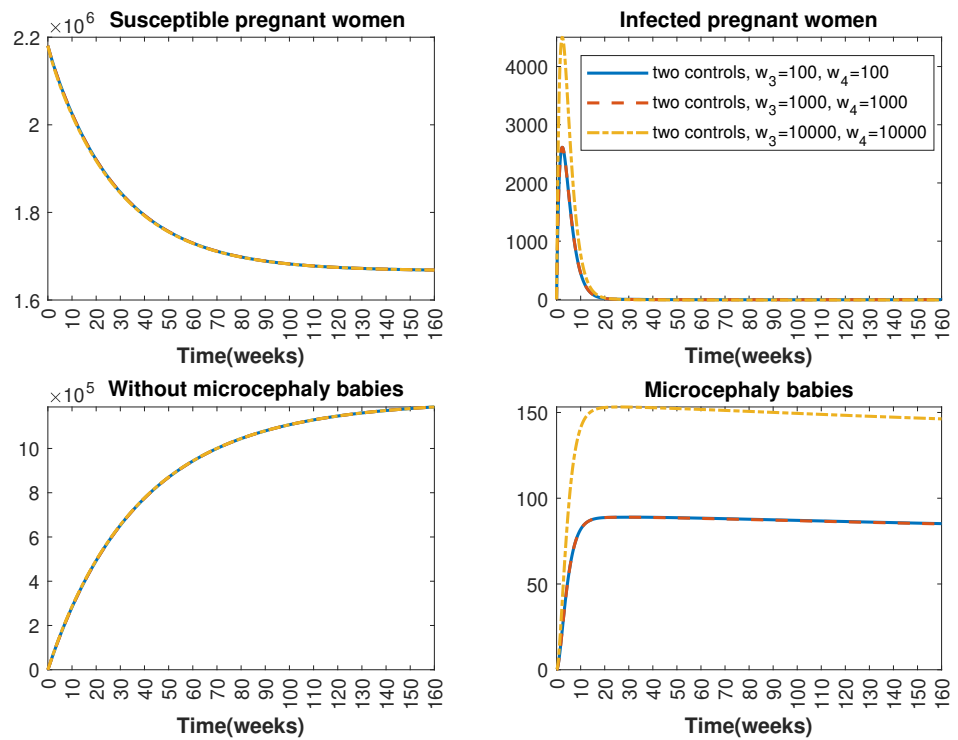 Susceptible pregnant women
×10^6
2.2
2
1.8
1.6
0 10 20 30 40 50 60 70 80 90 100 110 120 130 140 150 160
Time(weeks)
Infected pregnant women
4000
3000
2000
1000
0
two controls, w_3=100, w_4=100
two controls, w_3=1000, w_4=1000
two controls, w_3=10000, w_4=10000
0 10 20 30 40 50 60 70 80 90 100 110 120 130 140 150 160
Time(weeks)
Without microcephaly babies
×10^5
10
8
6
4
2
0
0 10 20 30 40 50 60 70 80 90 100 110 120 130 140 150 160
Time(weeks)
Microcephaly babies
150
100
50
0
0 10 20 30 40 50 60 70 80 90 100 110 120 130 140 150 160
Time(weeks)